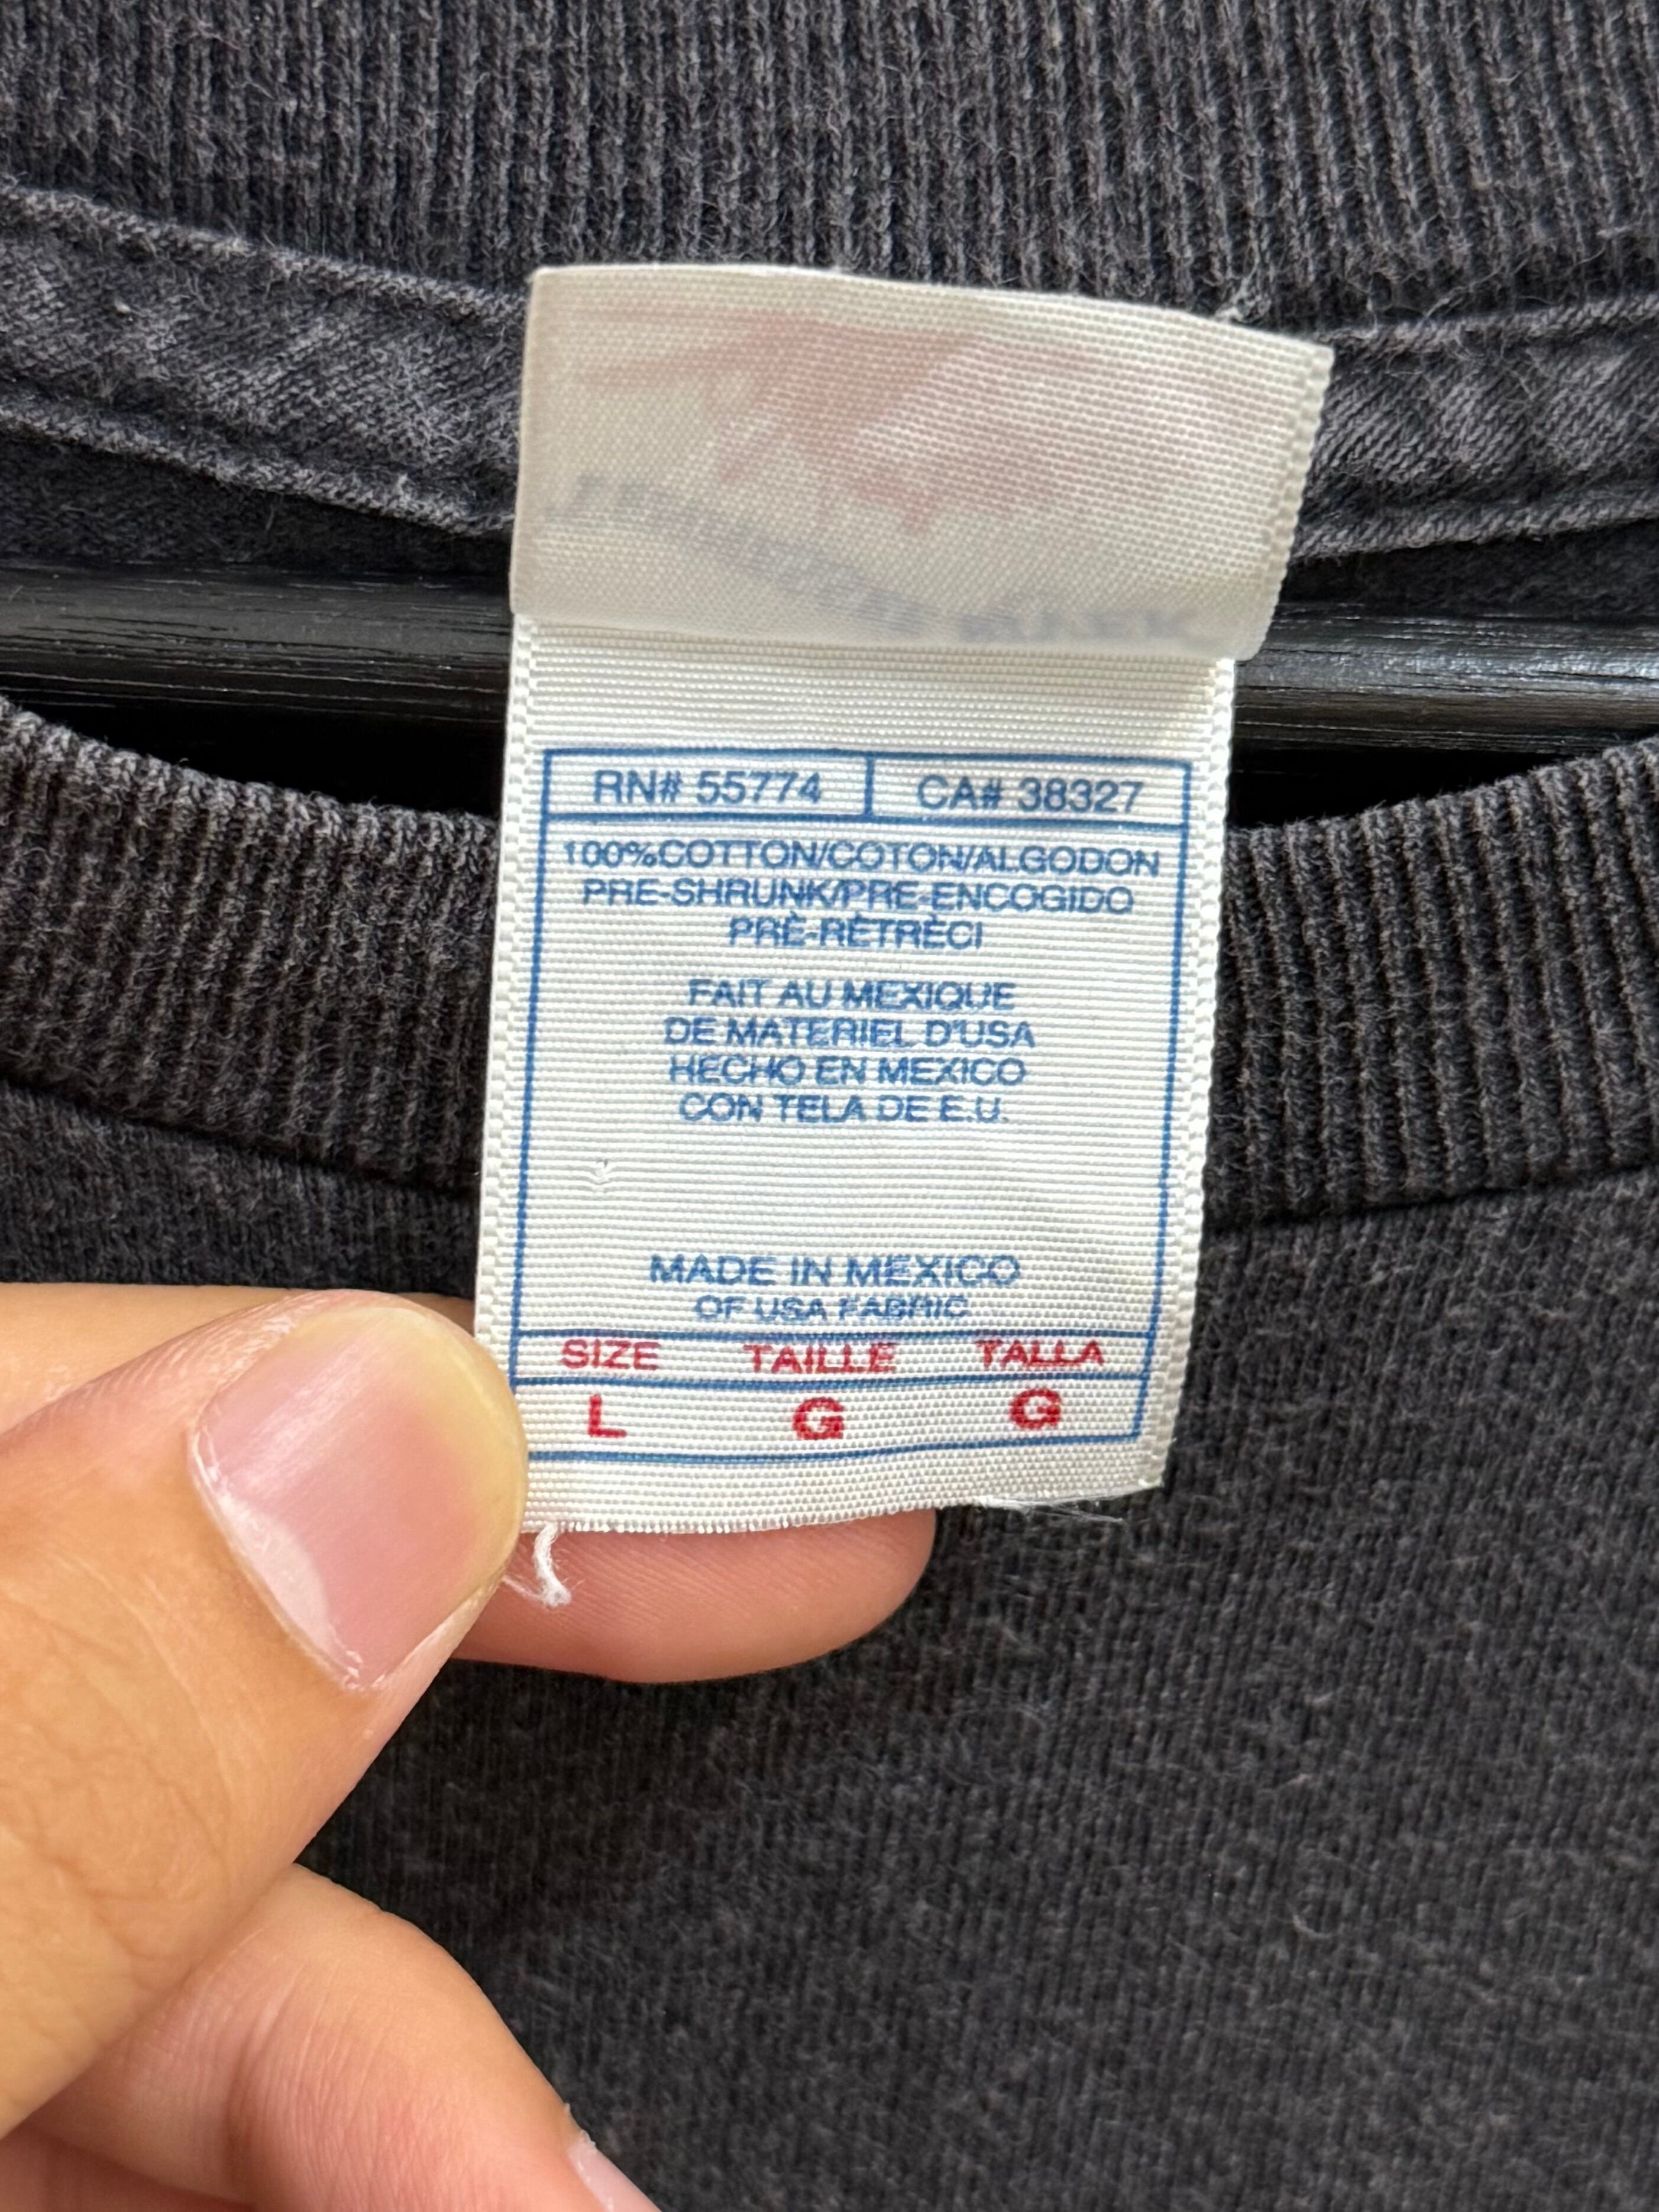 RN# 55774 CA# 38327
100%COTTON/COTON/ALGODON
PRE-SHRUNK/PRE-ENCOGIDO
PRÈ-RÈTRÈCI
FAIT AU MEXIQUE
DE MATERIEL D'USA
HECHO EN MEXICO
CON TELA DE E.U.
MADE IN MEXICO
OF USA FABRIC
SIZE TAILLE TALLA
L G G